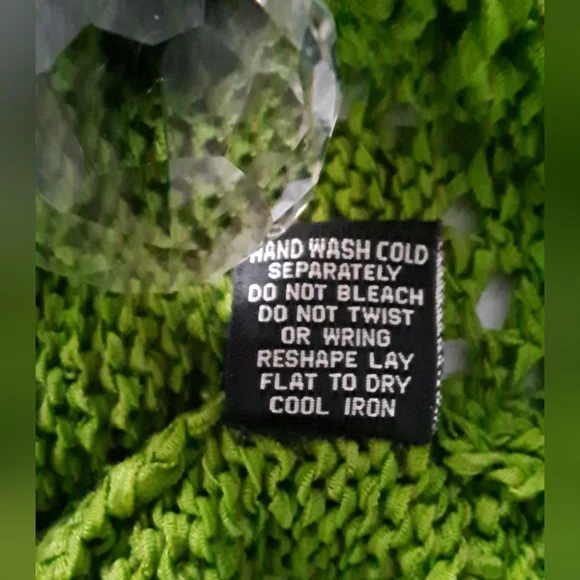 HAND WASH COLD
SEPARATELY
DO NOT BLEACH
DO NOT TWIST
OR WRING
RESHAPE LAY
FLAT TO DRY
COOL IRON